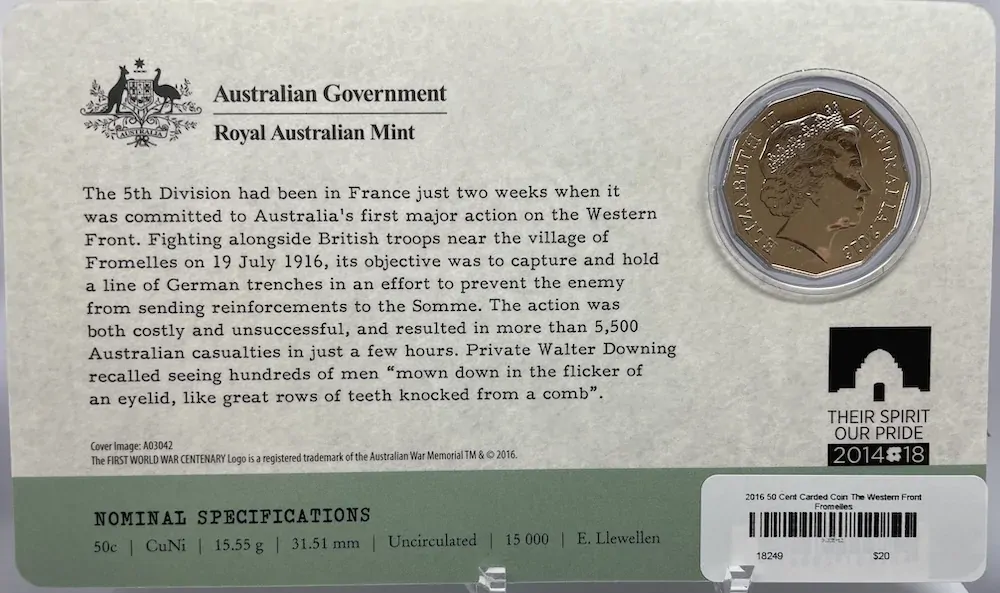 AUSTRALIA
Australian Government
Royal Australian Mint
The 5th Division had been in France just two weeks when it
was committed to Australia's first major action on the Western
Front. Fighting alongside British troops near the village of
Fromelles on 19 July 1916, its objective was to capture and hold
a line of German trenches in an effort to prevent the enemy
from sending reinforcements to the Somme. The action was
both costly and unsuccessful, and resulted in more than 5,500
Australian casualties in just a few hours. Private Walter Downing
recalled seeing hundreds of men “mown down in the flicker of
an eyelid, like great rows of teeth knocked from a comb”.
Cover Image: A03042
The FIRST WORLD WAR CENTENARY Logo is a registered trademark of the Australian War Memorial TM & © 2016.
ELIZABETH II AUSTRALIA
THEIR SPIRIT
OUR PRIDE
2014 18
NOMINAL SPECIFICATIONS
50c | CuNi | 15.55 g | 31.51 mm | Uncirculated | 15 000 | E. Llewellen
2016 50 Cent Carded Coin The Western Front
Fromelles
18249 $20